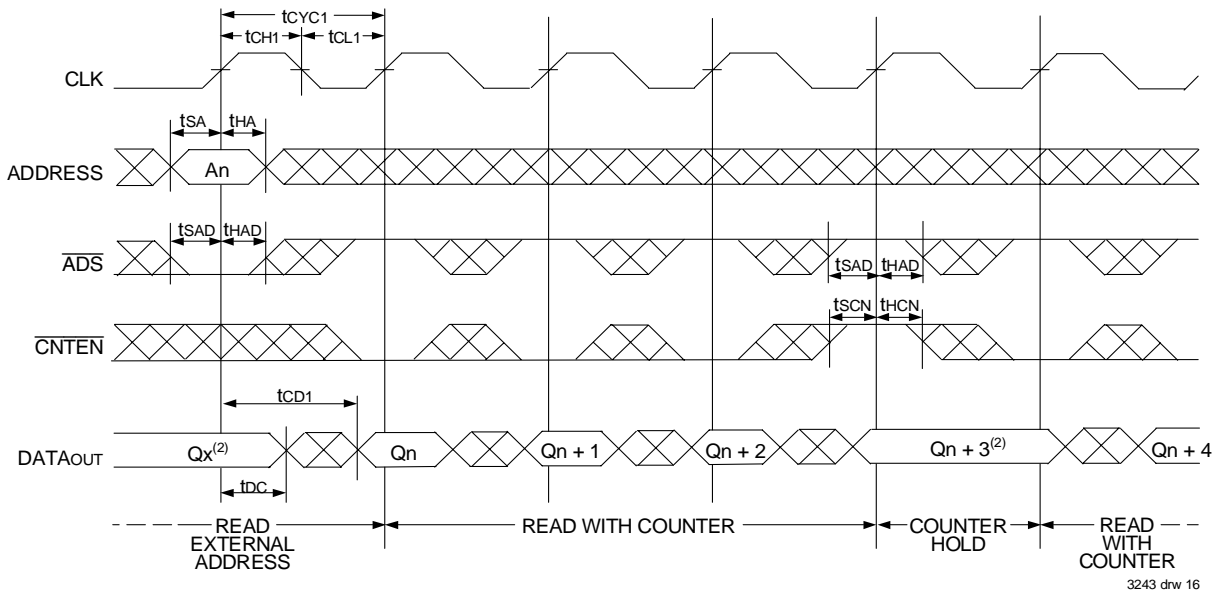 tCYC1
tCH1 tCL1
CLK
tSA tHA
ADDRESS An
tSAD tHAD
ADS
tSAD tHAD
tSCN tHCN
CNTEN
tCD1
DATAOUT Qx(2) Qn Qn + 1 Qn + 2 Qn + 3(2) Qn + 4
tDC
READ EXTERNAL ADDRESS
READ WITH COUNTER
COUNTER HOLD
READ WITH COUNTER
3243 drw 16